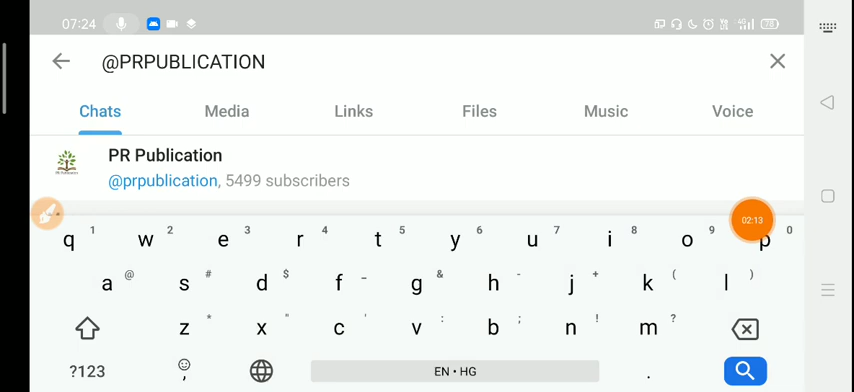 07:24 78
@PRPUBLICATION
Chats Media Links Files Music Voice
PR Publication
@prpublication, 5499 subscribers
02:13
q 1 w 2 e 3 r 4 t 5 y 6 u 7 i 8 o 9 p 0
a @ s # d $ f _ g & h - j + k ( l )
z * x " c ' v : b ; n ! m ?
?123 , EN • HG .